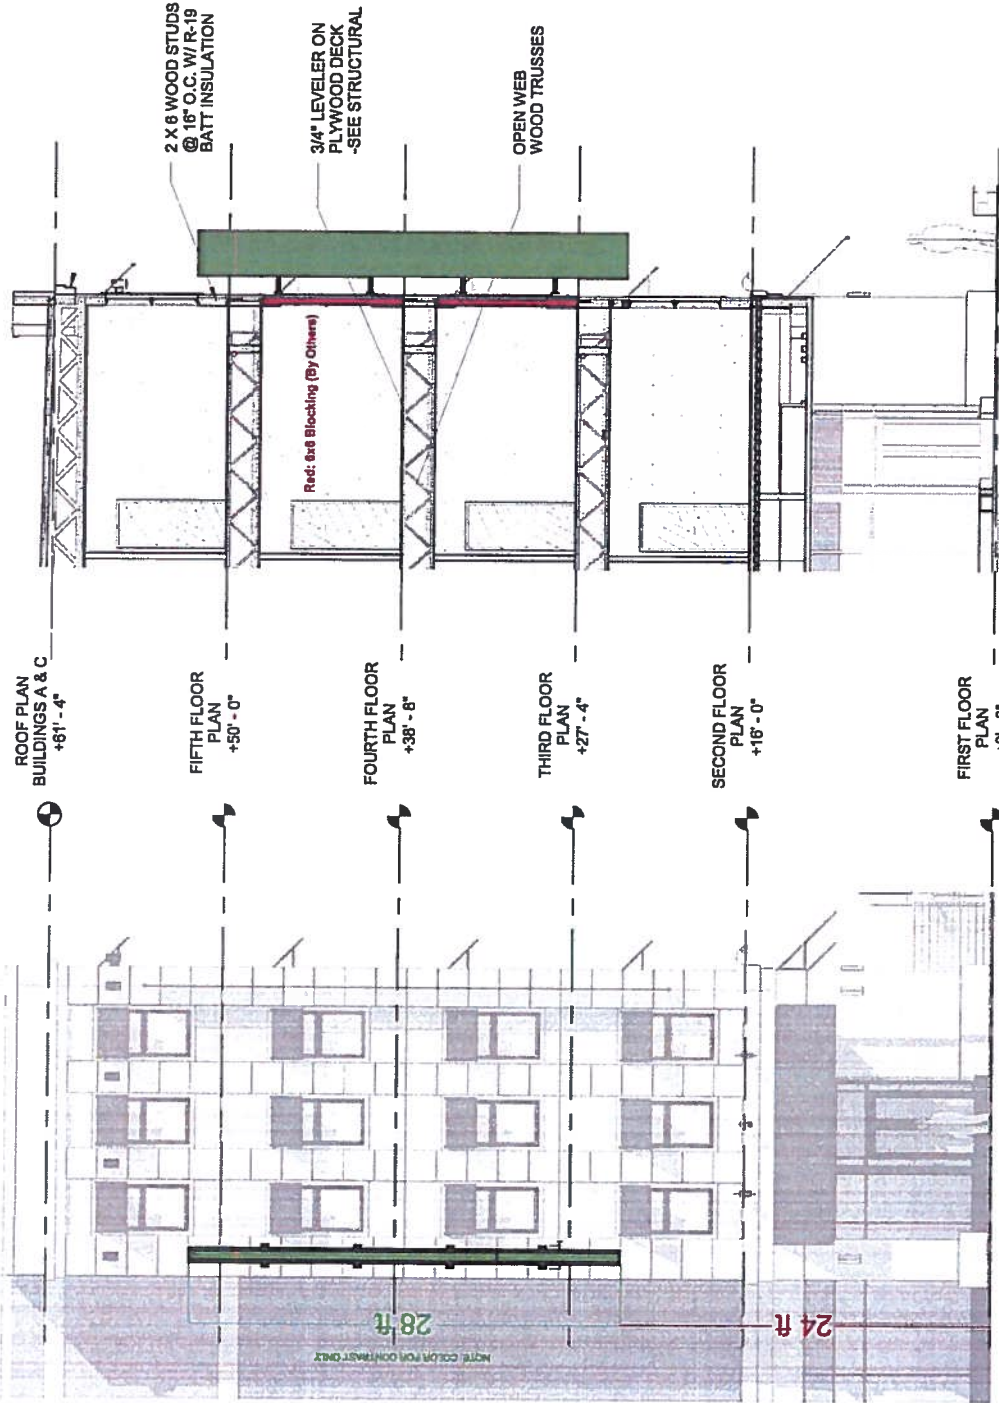 2 X 6 WOOD STUDS
@ 16" O.C. W/ R-19
BATT INSULATION
3/4" LEVELER ON
PLYWOOD DECK
-SEE STRUCTURAL
OPEN WEB
WOOD TRUSSES
Red: 6x6 Blocking (By Others)
ROOF PLAN
BUILDINGS A & C
+61' - 4"
FIFTH FLOOR
PLAN
+50' - 0"
FOURTH FLOOR
PLAN
+38' - 8"
THIRD FLOOR
PLAN
+27' - 4"
SECOND FLOOR
PLAN
+16' - 0"
FIRST FLOOR
PLAN
28 ft
NOTE: COLOR FOR CONTRAST ONLY
24 ft